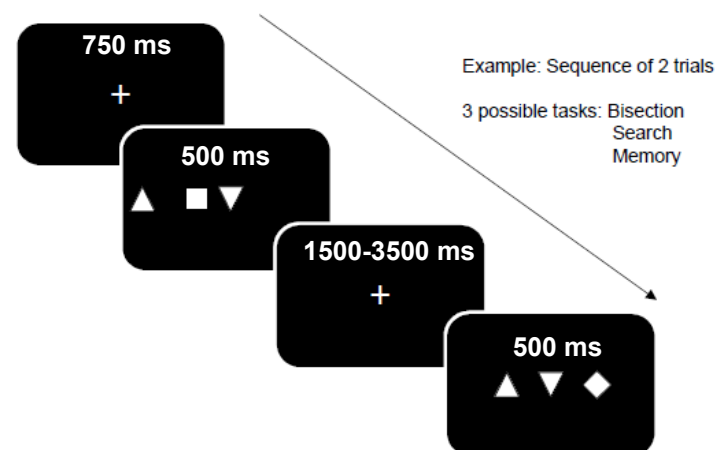 750 ms
+
Example: Sequence of 2 trials
3 possible tasks: Bisection
Search
Memory
500 ms
1500-3500 ms
+
500 ms